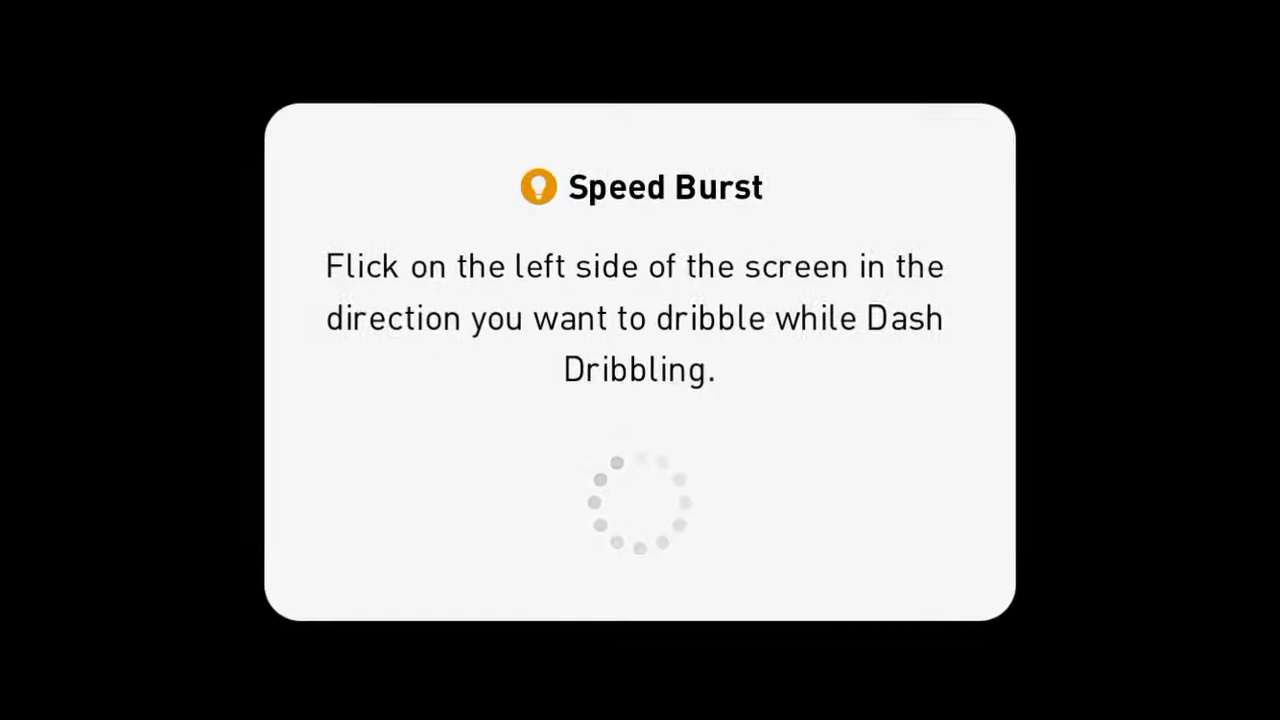 Speed Burst
Flick on the left side of the screen in the
direction you want to dribble while Dash
Dribbling.